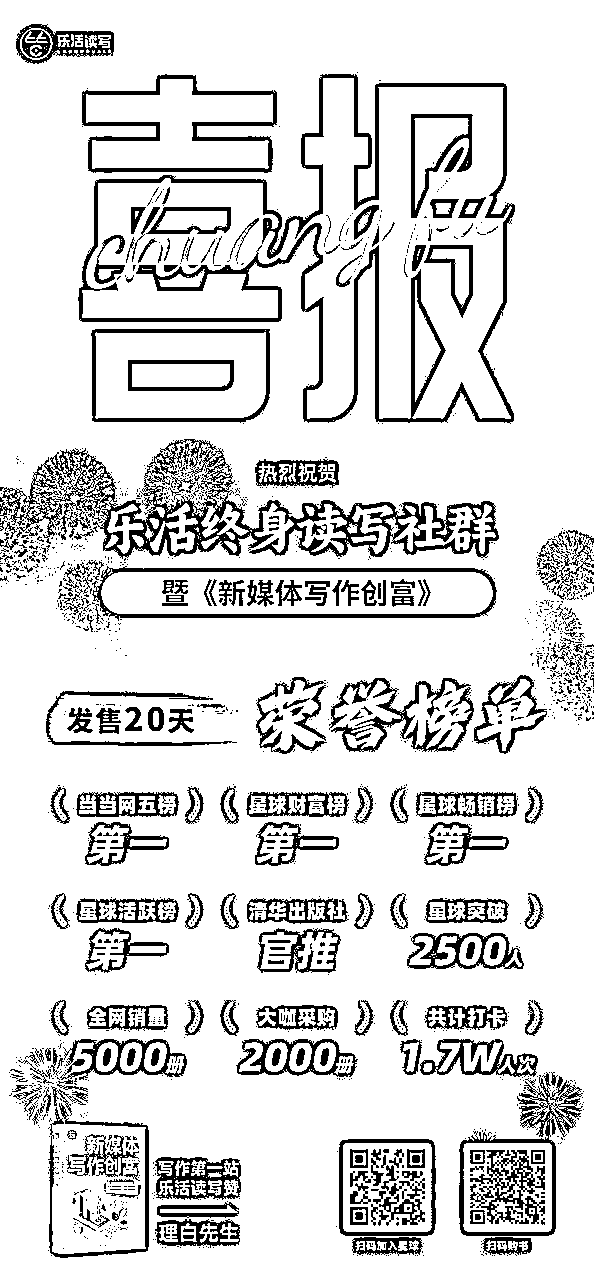 乐活读写
喜报
chuang fu
热烈祝贺
乐活终身读写社群
暨《新媒体写作创富》
发售20天
荣誉榜单
当当网五榜
第一
星球财富榜
第一
星球畅销榜
第一
星球活跃榜
第一
清华出版社
官推
星球突破
2500人
全网销量
5000册
大咖采购
2000册
共计打卡
1.7W人次
新媒体
写作创富
写作第一站
乐活读写赞
理白先生
扫码加入星球
扫码购书